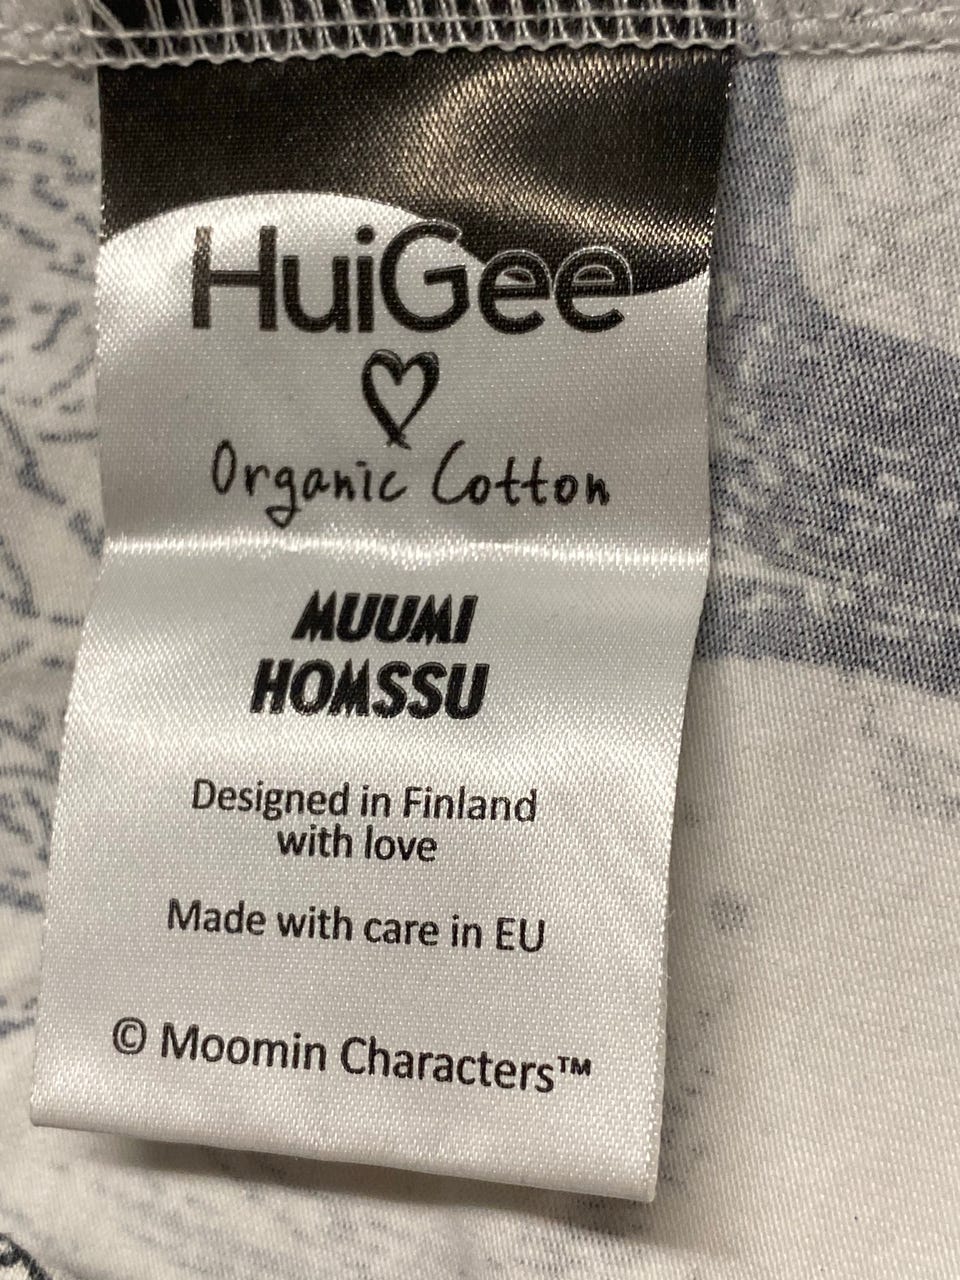 HuiGee
Organic Cotton
MUUMI
HOMSSU
Designed in Finland
with love
Made with care in EU
© Moomin Characters™